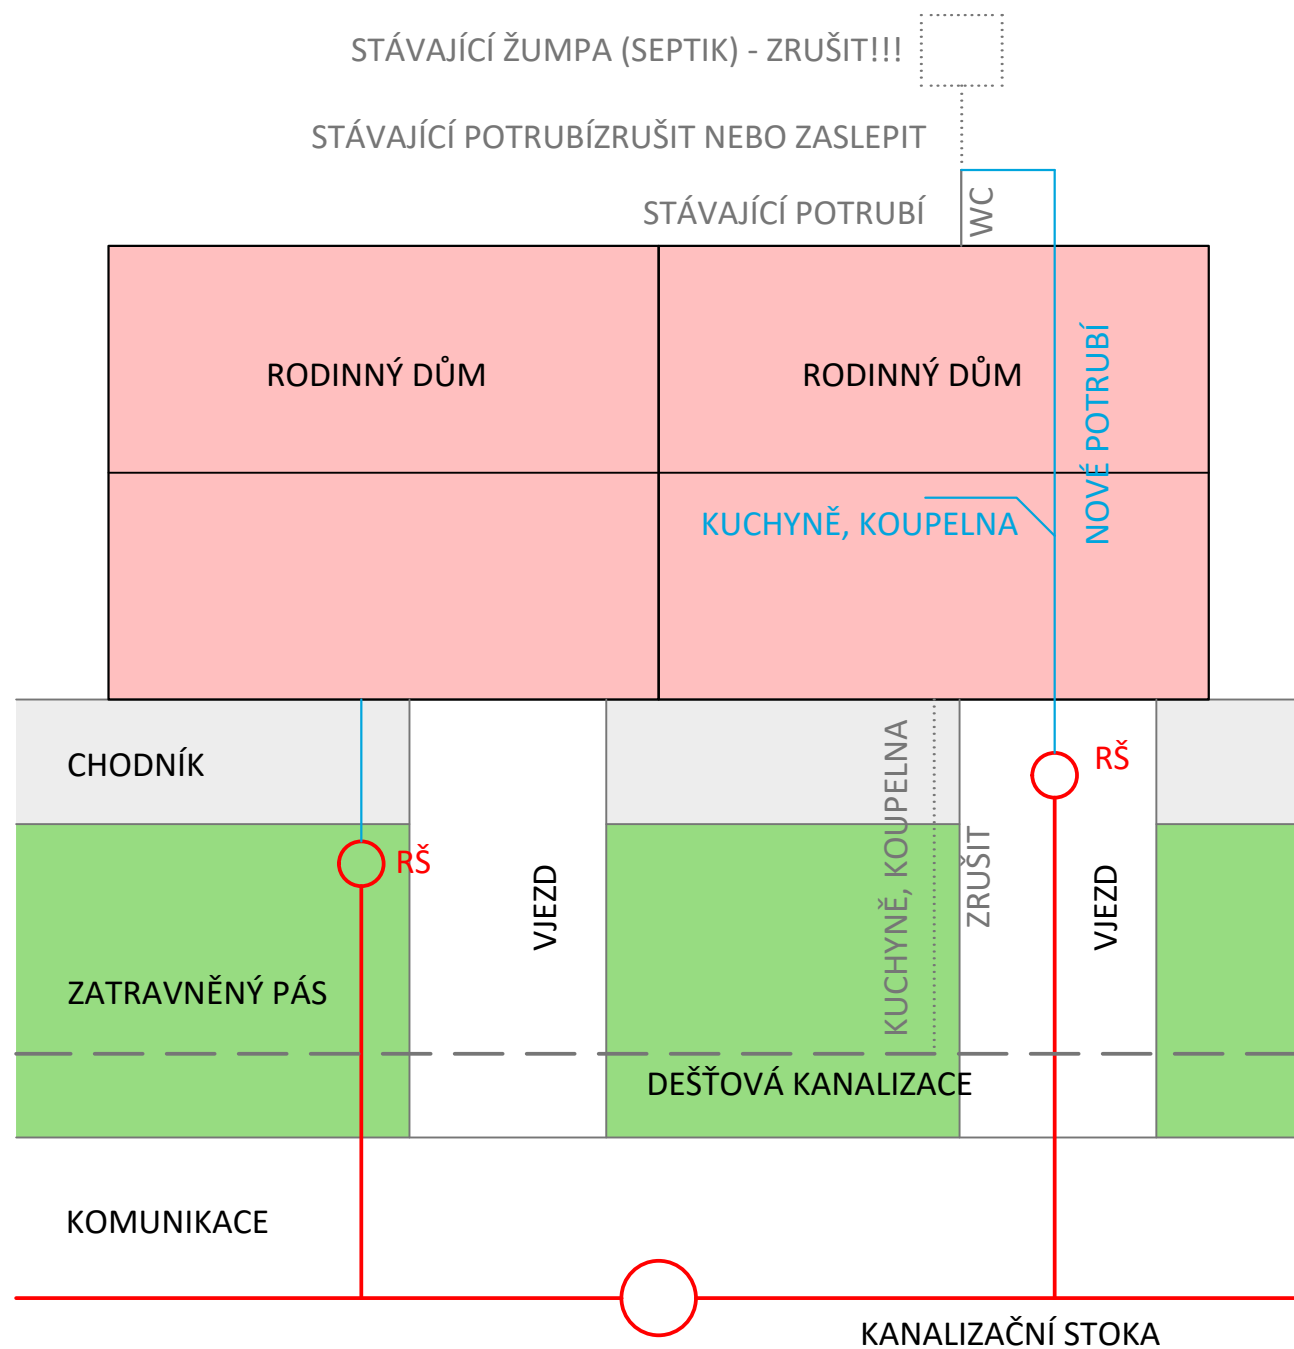 STÁVAJÍCÍ ŽUMPA (SEPTIK) - ZRUŠIT!!!
STÁVAJÍCÍ POTRUBÍZRUŠIT NEBO ZASLEPIT
STÁVAJÍCÍ POTRUBÍ
WC
RODINNÝ DŮM
RODINNÝ DŮM
NOVÉ POTRUBÍ
KUCHYNĚ, KOUPELNA
CHODNÍK
RŠ
RŠ
KUCHYNĚ, KOUPELNA
ZRUŠIT
VJEZD
VJEZD
ZATRAVNĚNÝ PÁS
DEŠŤOVÁ KANALIZACE
KOMUNIKACE
KANALIZAČNÍ STOKA